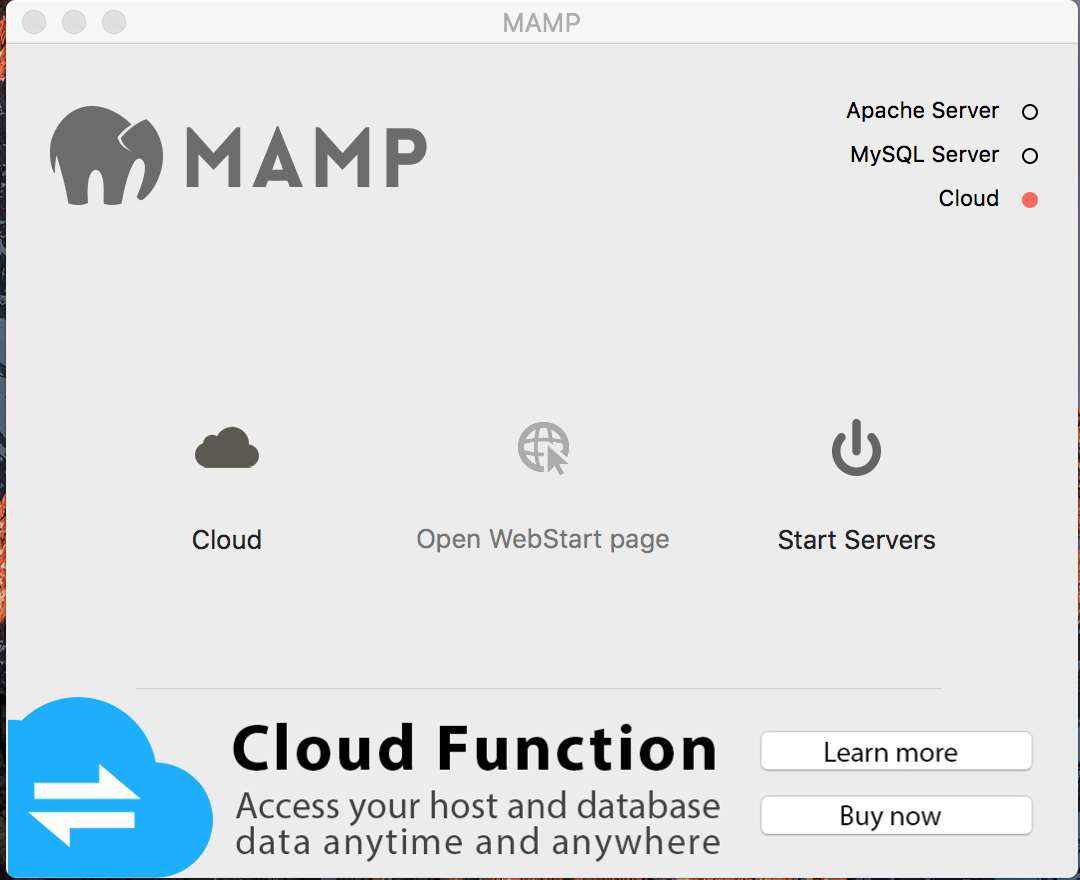 MAMP
MAMP
Apache Server
MySQL Server
Cloud
Cloud
Open WebStart page
Start Servers
Cloud Function
Access your host and database
data anytime and anywhere
Learn more
Buy now